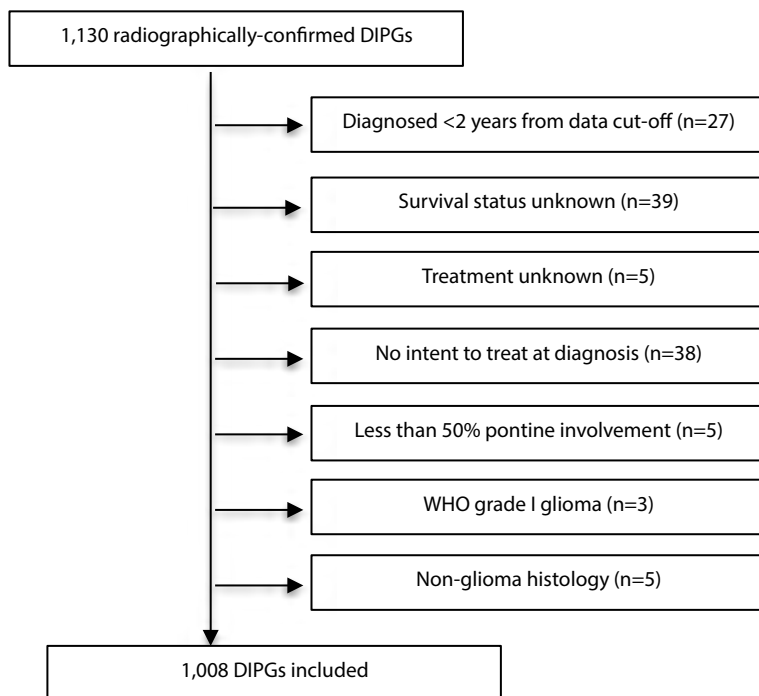 1,130 radiographically-confirmed DIPGs
Diagnosed <2 years from data cut-off (n=27)
Survival status unknown (n=39)
Treatment unknown (n=5)
No intent to treat at diagnosis (n=38)
Less than 50% pontine involvement (n=5)
WHO grade I glioma (n=3)
Non-glioma histology (n=5)
1,008 DIPGs included